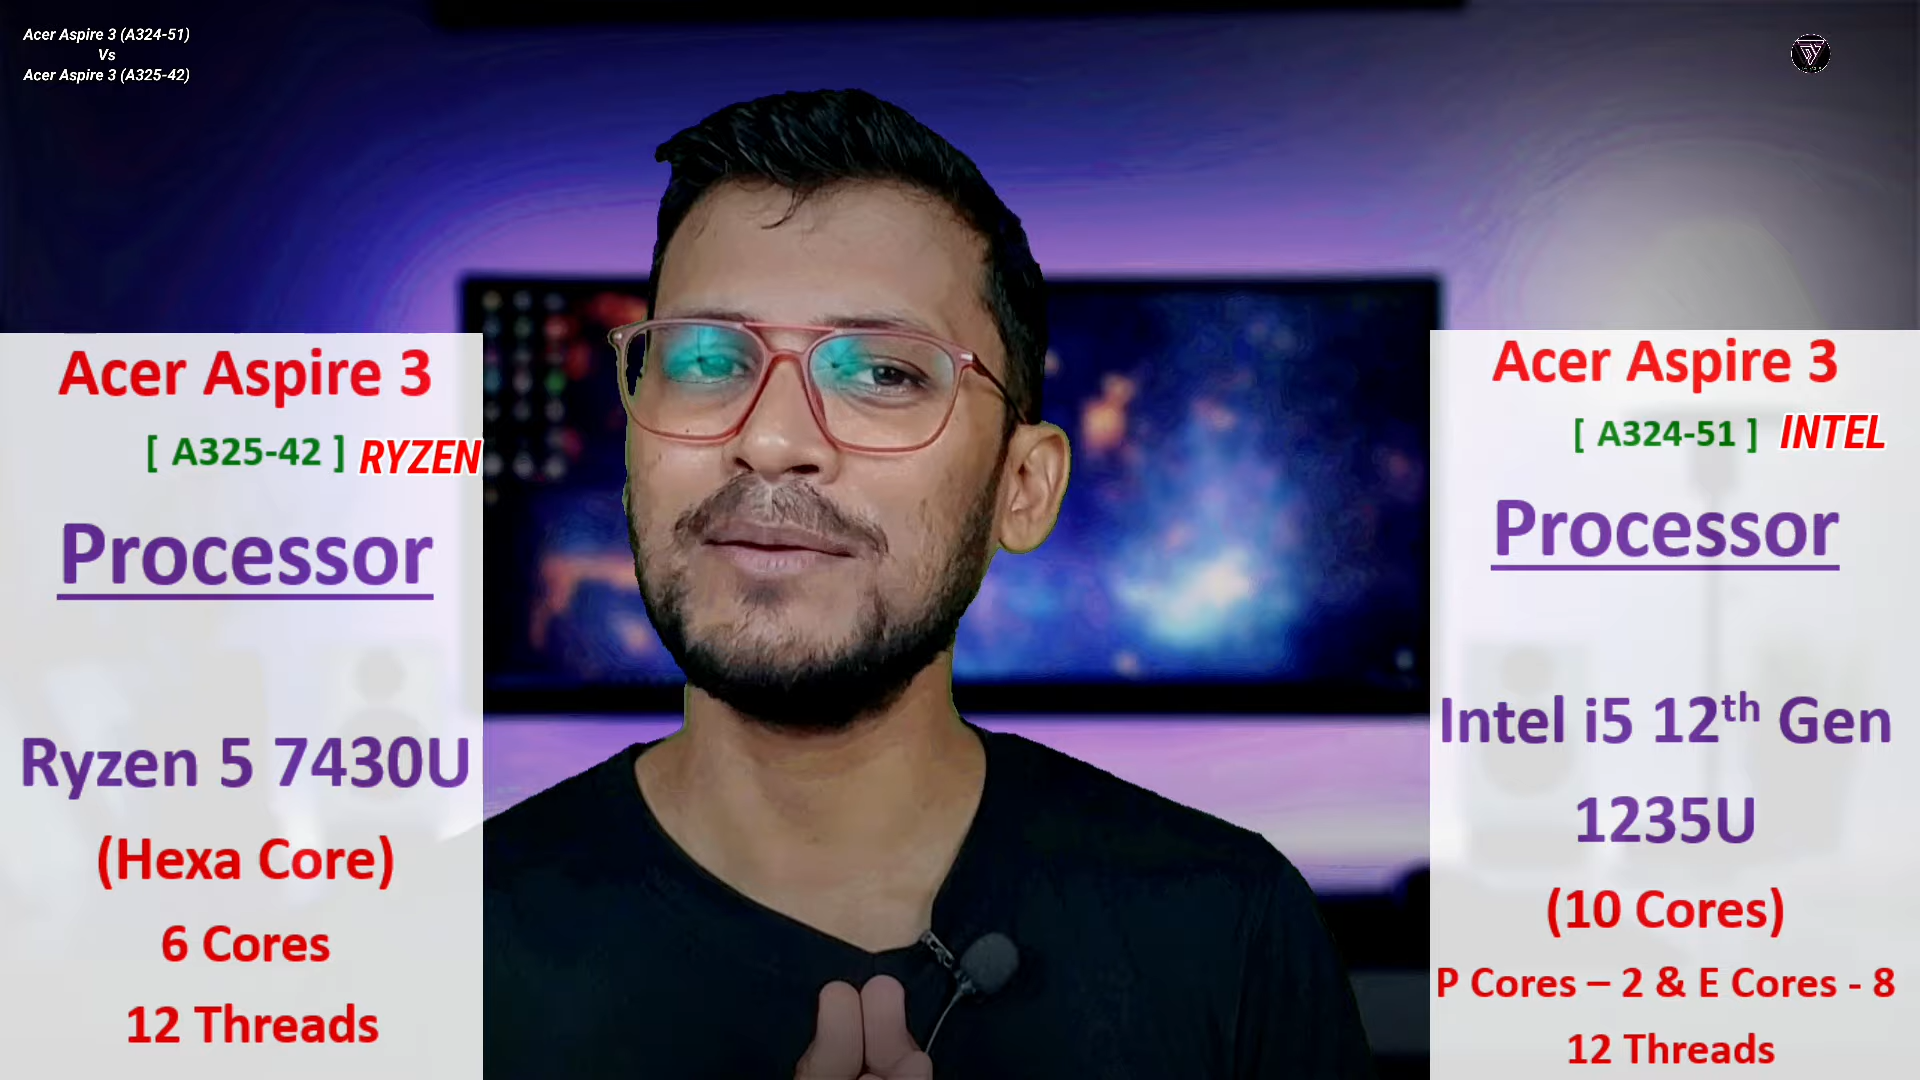 Acer Aspire 3 (A324-51)
Vs
Acer Aspire 3 (A325-42)
Acer Aspire 3
[ A325-42 ] RYZEN
Processor
Ryzen 5 7430U
(Hexa Core)
6 Cores
12 Threads
Acer Aspire 3
[ A324-51 ] INTEL
Processor
Intel i5 12th Gen
1235U
(10 Cores)
P Cores – 2 & E Cores - 8
12 Threads